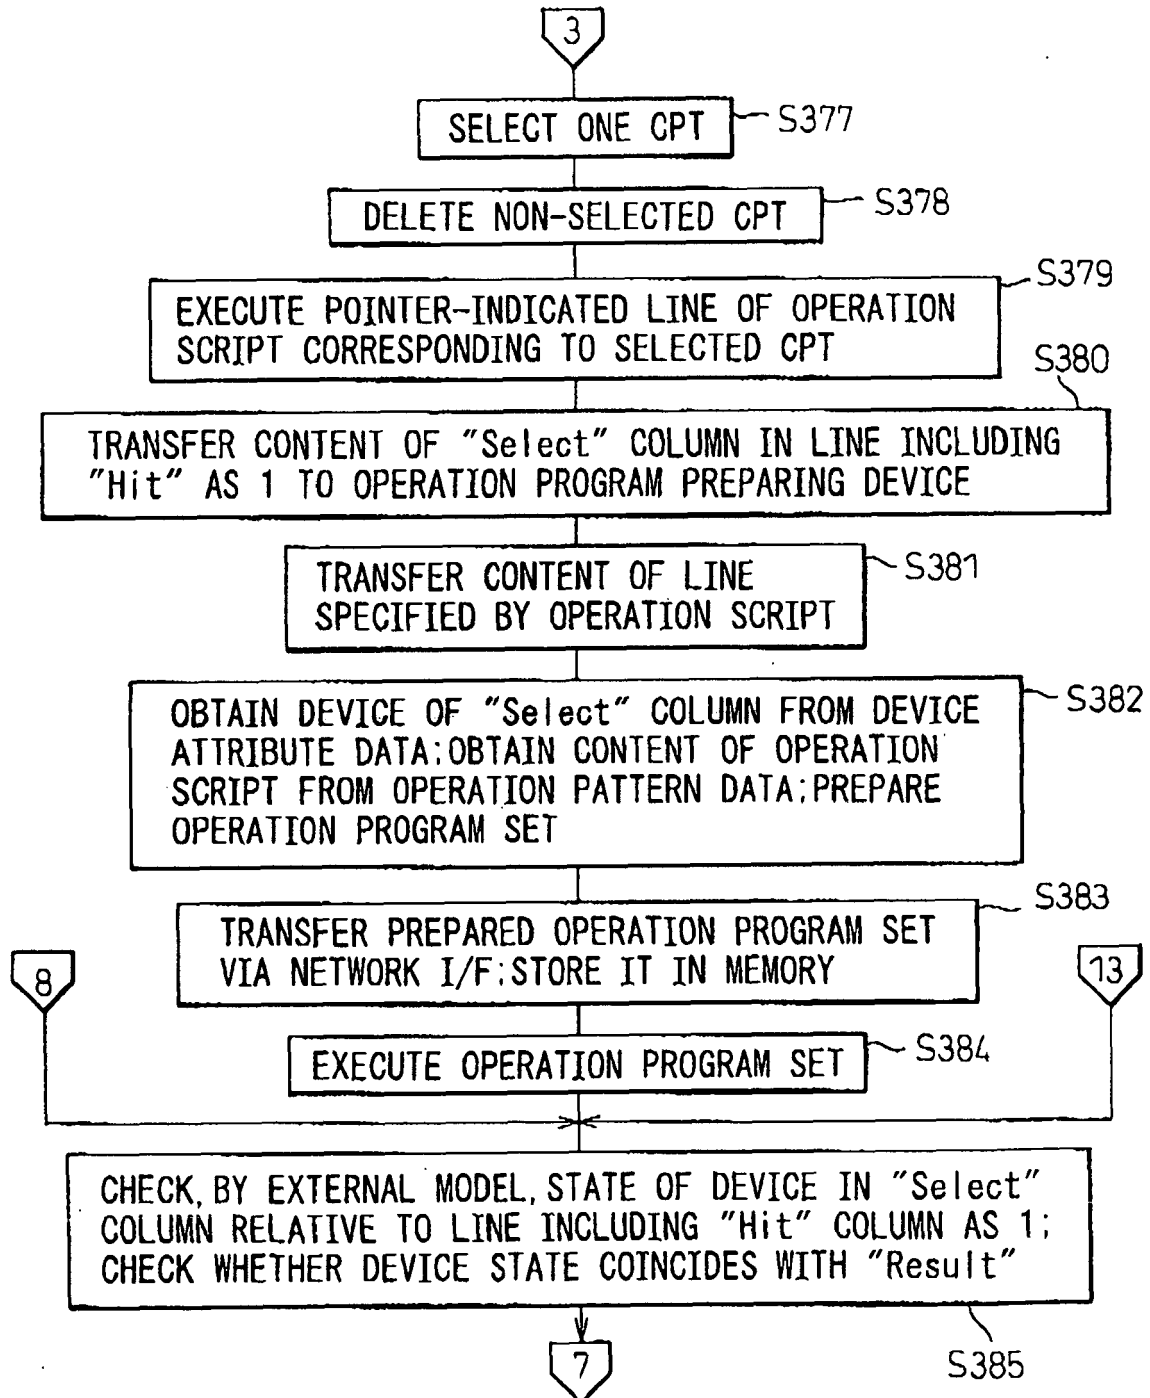 3
SELECT ONE CPT
S377
DELETE NON-SELECTED CPT
S378
S379
EXECUTE POINTER-INDICATED LINE OF OPERATION
SCRIPT CORRESPONDING TO SELECTED CPT
S380
TRANSFER CONTENT OF "Select" COLUMN IN LINE INCLUDING
"Hit" AS 1 TO OPERATION PROGRAM PREPARING DEVICE
S381
TRANSFER CONTENT OF LINE
SPECIFIED BY OPERATION SCRIPT
S382
OBTAIN DEVICE OF "Select" COLUMN FROM DEVICE
ATTRIBUTE DATA;OBTAIN CONTENT OF OPERATION
SCRIPT FROM OPERATION PATTERN DATA;PREPARE
OPERATION PROGRAM SET
S383
TRANSFER PREPARED OPERATION PROGRAM SET
VIA NETWORK I/F;STORE IT IN MEMORY
8
13
EXECUTE OPERATION PROGRAM SET
S384
CHECK, BY EXTERNAL MODEL, STATE OF DEVICE IN "Select"
COLUMN RELATIVE TO LINE INCLUDING "Hit" COLUMN AS 1;
CHECK WHETHER DEVICE STATE COINCIDES WITH "Result"
S385
7